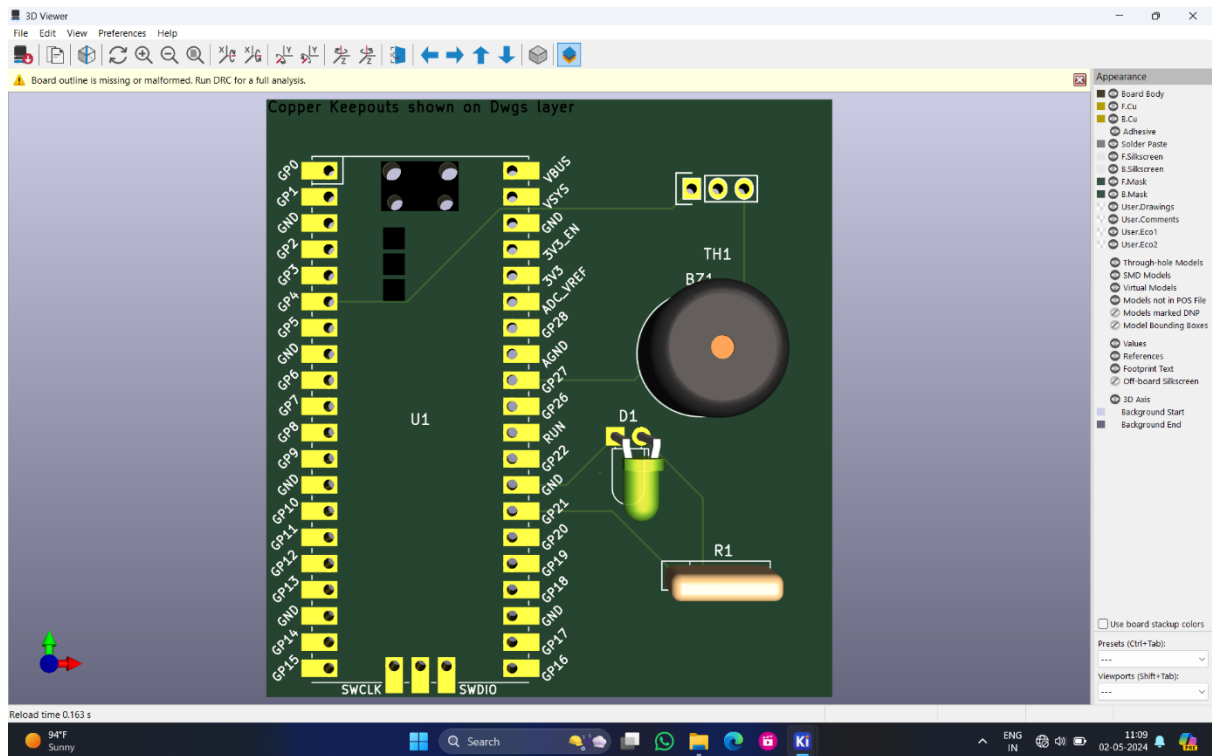 3D Viewer
File Edit View Preferences Help
Board outline is missing or malformed. Run DRC for a full analysis.
Copper Keepouts shown on Dwgs layer
GP0
GP1
GND
GP2
GP3
GP4
GP5
GND
GP6
GP7
GP8
GP9
GND
GP10
GP11
GP12
GP13
GND
GP14
GP15
VBUS
VSYS
GND
3V3_EN
3V3
ADC_VREF
GP28
AGND
GP27
GP26
RUN
GP22
GND
GP21
GP20
GP19
GP18
GND
GP17
GP16
U1
SWCLK
SWDIO
TH1
BZ1
D1
R1
Appearance
Board Body
F.Cu
B.Cu
Adhesive
Solder Paste
F.Silkscreen
B.Silkscreen
F.Mask
B.Mask
User.Drawings
User.Comments
User.Eco1
User.Eco2
Through-hole Models
SMD Models
Virtual Models
Models not in POS File
Models marked DNP
Model Bounding Boxes
Values
References
Footprint Text
Off-board Silkscreen
3D Axis
Background Start
Background End
Use board stackup colors
Presets (Ctrl+Tab):
---
Viewports (Shift+Tab):
---
Reload time 0.163 s
94°F
Sunny
Search
Ki
ENG
IN
11:09
02-05-2024